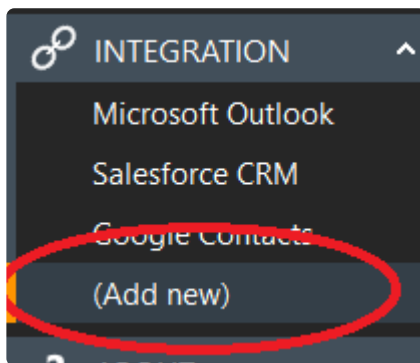 INTEGRATION
Microsoft Outlook
Salesforce CRM
Google Contacts
(Add new)